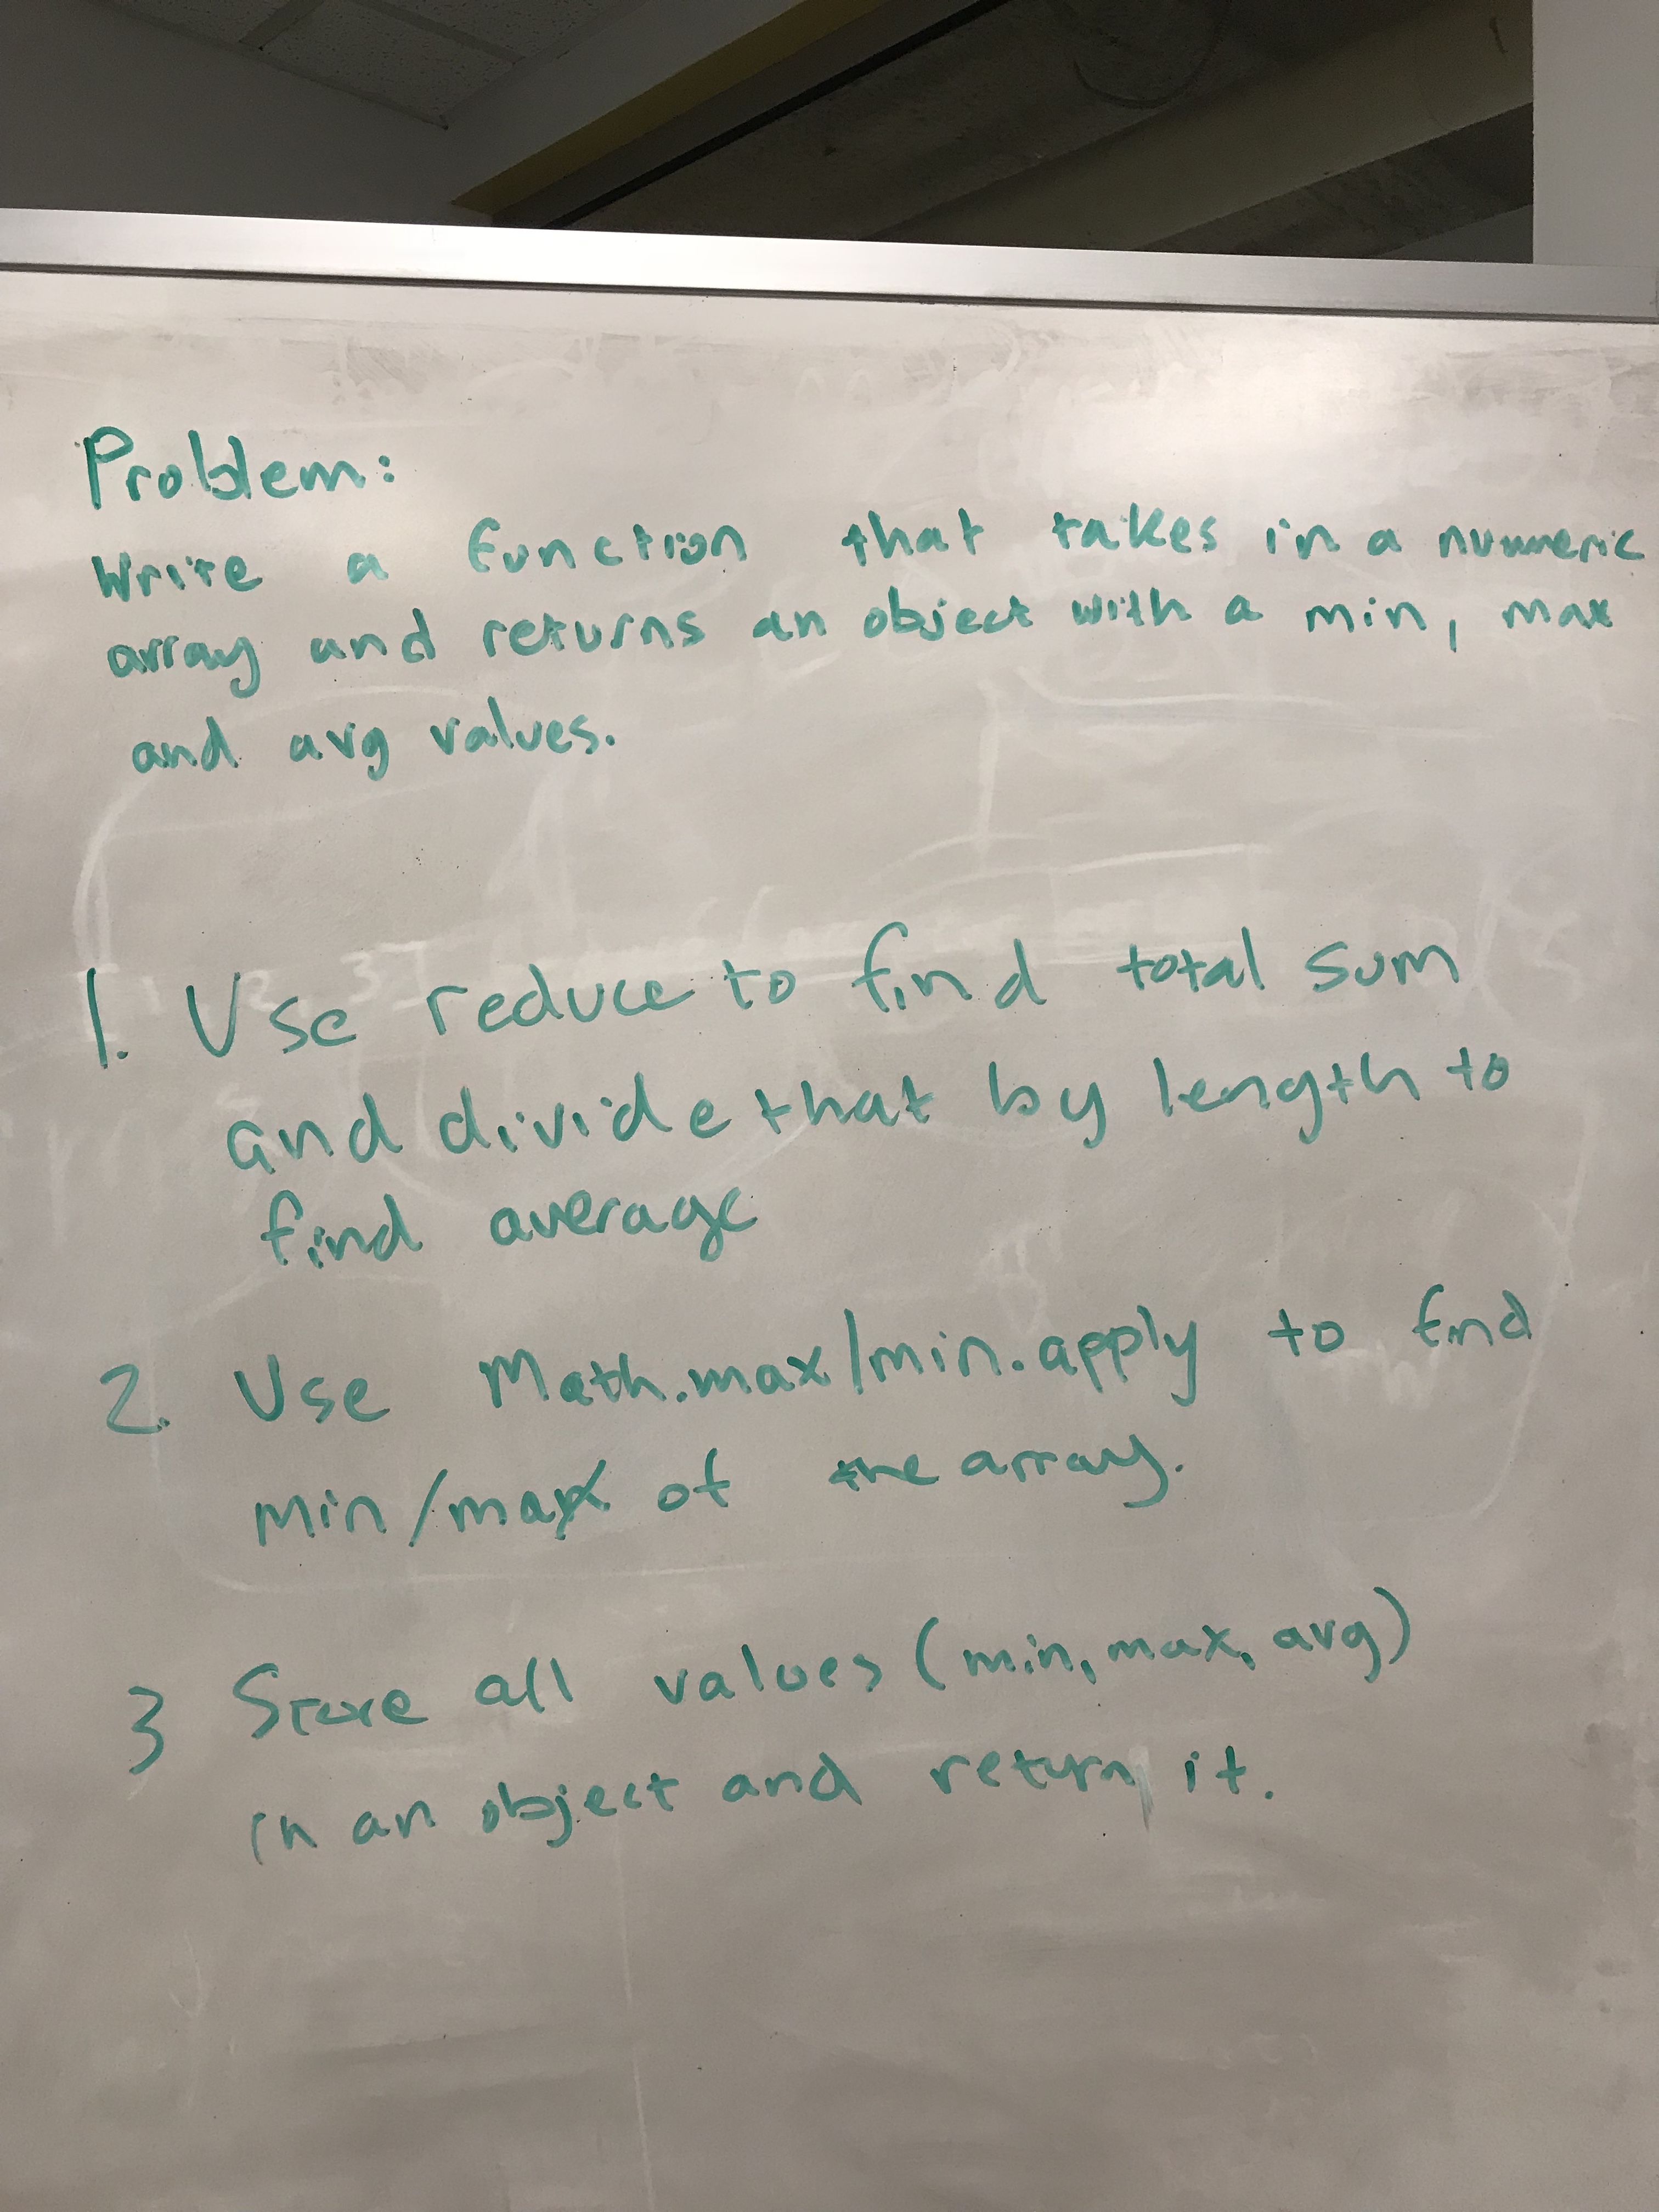 Problem:
Write a function that takes in a numeric
array and returns an object with a min, max
and avg values.
1. Use reduce to find total sum
and divide that by length to
find average
2. Use Math.max/min.apply to find
min/max of the array.
3 Store all values (min, max, avg)
in an object and return it.